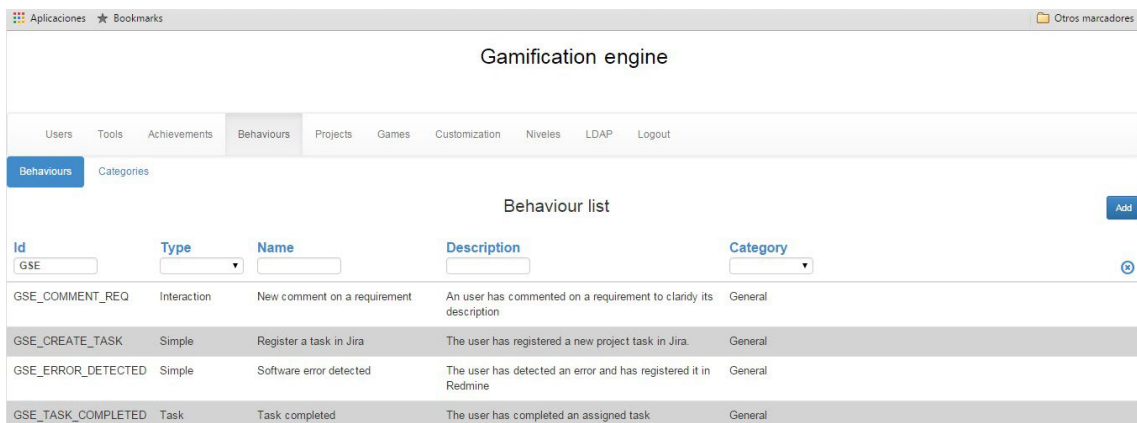 Aplicaciones Bookmarks Otros marcadores
Gamification engine
Users Tools Achievements Behaviours Projects Games Customization Niveles LDAP Logout
Behaviours Categories
Behaviour list
Add
Id Type Name Description Category
GSE
GSE_COMMENT_REQ Interaction New comment on a requirement An user has commented on a requirement to claridy its General
description
GSE_CREATE_TASK Simple Register a task in Jira The user has registered a new project task in Jira. General
GSE_ERROR_DETECTED Simple Software error detected The user has detected an error and has registered it in General
Redmine
GSE_TASK_COMPLETED Task Task completed The user has completed an assigned task General